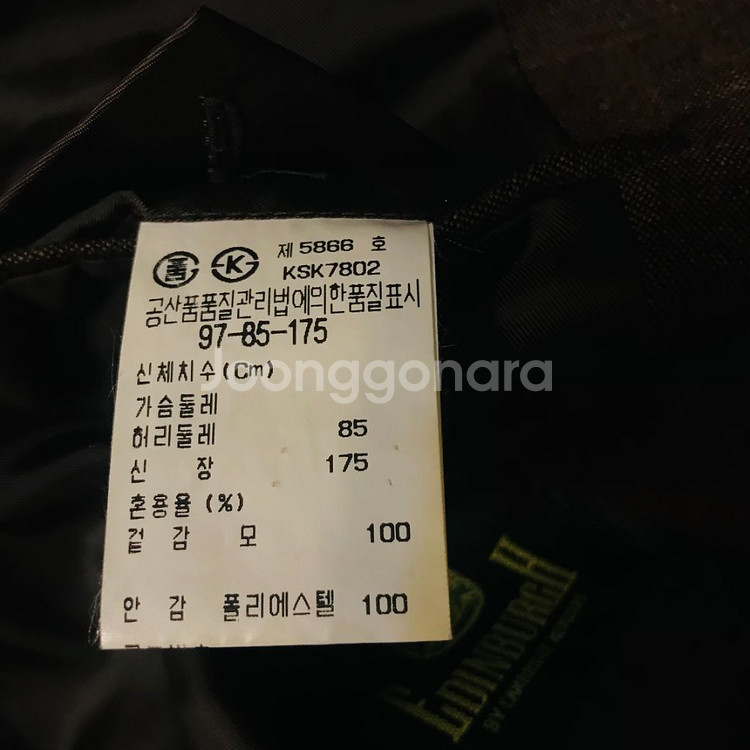 품 K 제 5866 호
KSK7802
공산품품질관리법에의한품질표시
97-85-175
신체치수(Cm)
가슴둘레
허리둘레 85
신 장 175
혼용율 (%)
겉 감 모 100
안 감 폴리에스텔 100
Joonggonara
EDINBURGH
BY